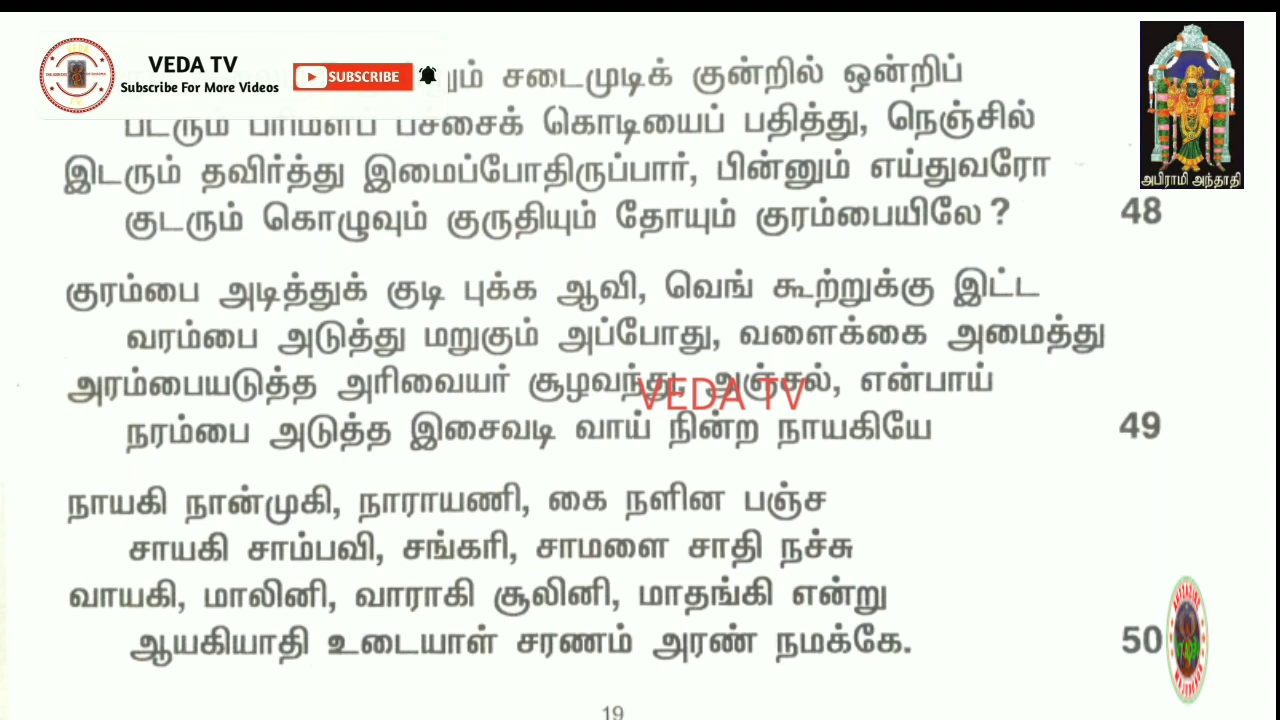 VEDA TV
Subscribe For More Videos
SUBSCRIBE
சடைமுடிக் குன்றில் ஒன்றிப்
படரும் பரிமளப் பச்சைக் கொடியைப் பதித்து, நெஞ்சில்
இடரும் தவிர்த்து இமைப்போதிருப்பார், பின்னும் எய்துவரோ
குடரும் கொழுவும் குருதியும் தோயும் குரம்பையிலே ? 48
குரம்பை அடித்துக் குடி புக்க ஆவி, வெங் கூற்றுக்கு இட்ட
வரம்பை அடுத்து மறுகும் அப்போது, வளைக்கை அமைத்து
அரம்பையடுத்த அரிவையர் சூழவந்து, அஞ்சல், என்பாய்
நரம்பை அடுத்த இசைவடி வாய் நின்ற நாயகியே 49
நாயகி நான்முகி, நாராயணி, கை நளின பஞ்ச
சாயகி சாம்பவி, சங்கரி, சாமளை சாதி நச்சு
வாயகி, மாலினி, வாராகி சூலினி, மாதங்கி என்று
ஆயகியாதி உடையாள் சரணம் அரண் நமக்கே. 50
19
VEDA TV
அபிராமி அந்தாதி